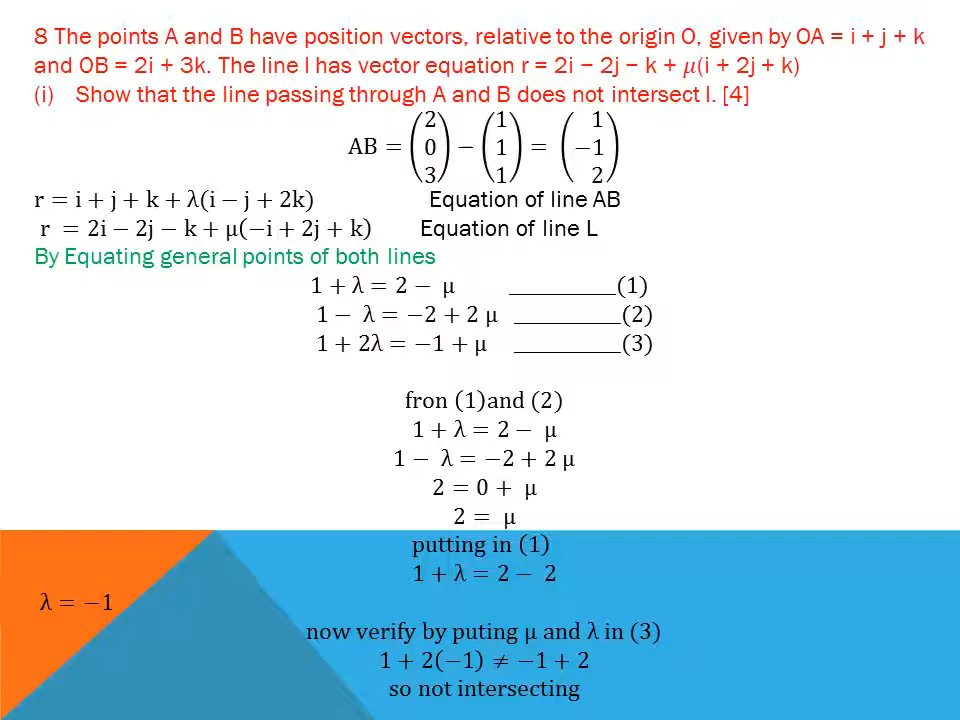 8 The points A and B have position vectors, relative to the origin O, given by OA = i + j + k
and OB = 2i + 3k. The line l has vector equation r = 2i − 2j − k + 𝜇(i + 2j + k)
(i) Show that the line passing through A and B does not intersect l. [4]
AB = (2 0 3) − (1 1 1) = (1 −1 2)
r = i + j + k + λ(i − j + 2k) Equation of line AB
r = 2i − 2j − k + μ(−i + 2j + k) Equation of line L
By Equating general points of both lines
1 + λ = 2 − μ __________(1)
1 − λ = −2 + 2 μ __________(2)
1 + 2λ = −1 + μ __________(3)
fron (1)and (2)
1 + λ = 2 − μ
1 − λ = −2 + 2 μ
2 = 0 + μ
2 = μ
putting in (1)
1 + λ = 2 − 2
λ = −1
now verify by puting μ and λ in (3)
1 + 2(−1) ≠ −1 + 2
so not intersecting